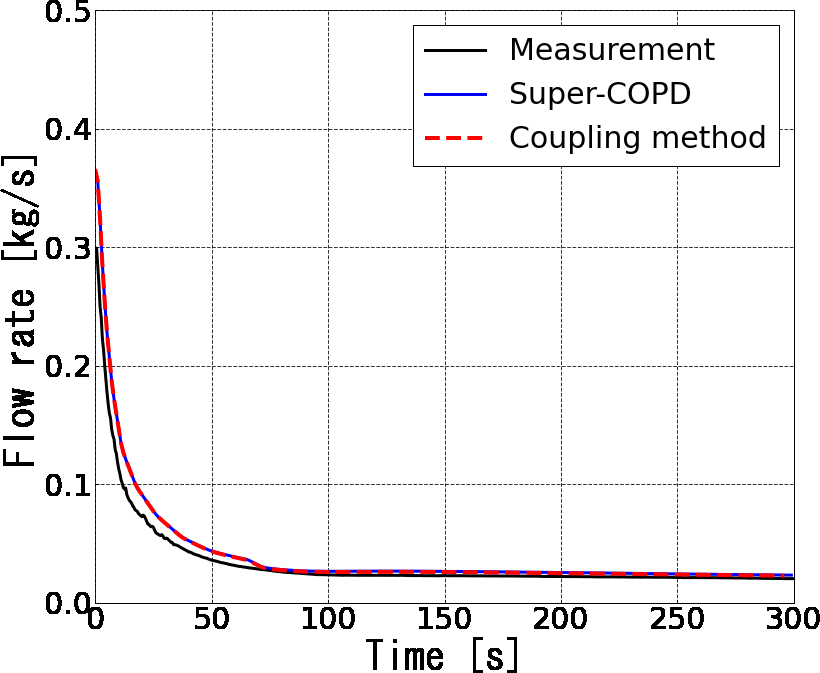 0.5
0.4
0.3
0.2
0.1
0.0
Flow rate [kg/s]
Measurement
Super-COPD
Coupling method
0 50 100 150 200 250 300
Time [s]